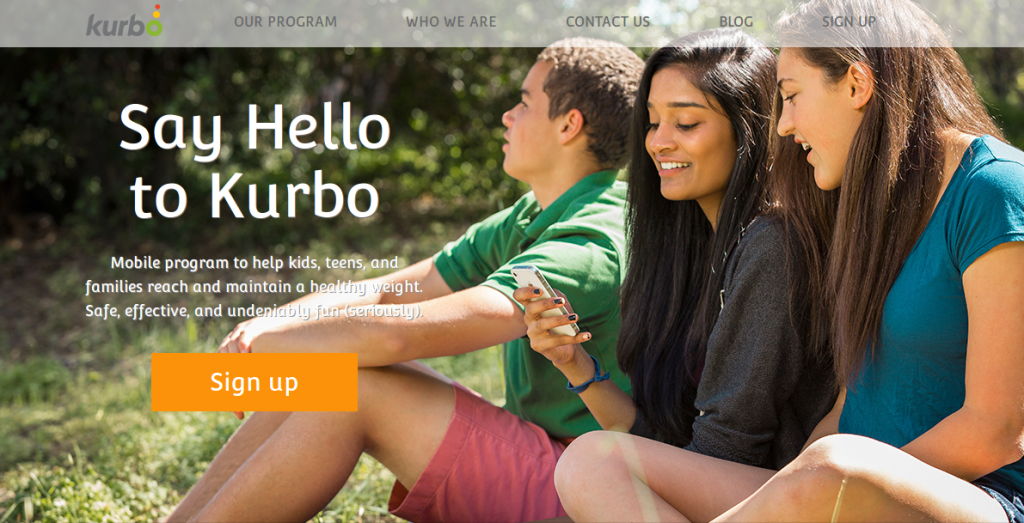 kurbo OUR PROGRAM WHO WE ARE CONTACT US BLOG SIGN UP
Say Hello
to Kurbo
Mobile program to help kids, teens, and
families reach and maintain a healthy weight.
Safe, effective, and undeniably fun (seriously).
Sign up